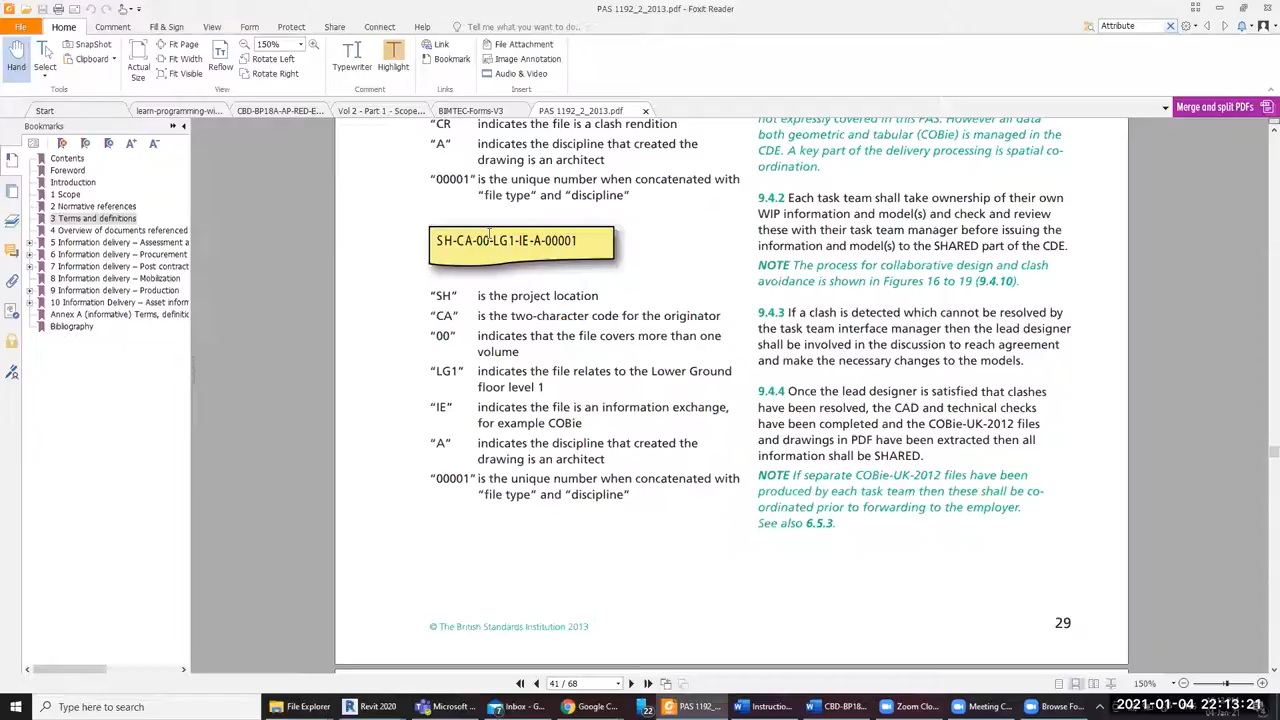 PAS 1192_2_2013.pdf - Foxit Reader
File
Home
Comment
Fill & Sign
Form
Protect
Share
Connect
Help
View
Tell me what you want to do...
Attribute
Hand
Select
SnapShot
Clipboard
Actual Size
Fit Page
Fit Width
Fit Visible
Reflow
150%
Rotate Left
Rotate Right
Typewriter
Highlight
Link
Bookmark
File Attachment
Image Annotation
Audio & Video
Tools
View
Comment
Links
Insert
Start
learn-programming-wi...
CBD-BP18A-AP-RED-E...
Vol 2 - Part 1 - Scope...
BIMTEC-Forms-V3
PAS 1192_2_2013.pdf
Merge and split PDFs
Bookmarks
Contents
Foreword
Introduction
1 Scope
2 Normative references
3 Terms and definitions
4 Overview of documents referenced
5 Information delivery – Assessment a
6 Information delivery – Procurement
7 Information delivery – Post contract
8 Information delivery – Mobilization
9 Information delivery – Production
10 Information Delivery – Asset inforn
Annex A (informative) Terms, definitic
Bibliography
"CR indicates the file is a clash rendition
"A" indicates the discipline that created the
drawing is an architect
"00001" is the unique number when concatenated with
"file type" and "discipline"
SH-CA-00-LG1-IE-A-00001
"SH" is the project location
"CA" is the two-character code for the originator
"00" indicates that the file covers more than one
volume
"LG1" indicates the file relates to the Lower Ground
floor level 1
"IE" indicates the file is an information exchange,
for example COBie
"A" indicates the discipline that created the
drawing is an architect
"00001" is the unique number when concatenated with
"file type" and "discipline"
not expressly covered in this PAS. However all data
both geometric and tabular (COBie) is managed in the
CDE. A key part of the delivery processing is spatial co-
ordination.
9.4.2 Each task team shall take ownership of their own
WIP information and model(s) and check and review
these with their task team manager before issuing the
information and model(s) to the SHARED part of the CDE.
NOTE The process for collaborative design and clash
avoidance is shown in Figures 16 to 19 (9.4.10).
9.4.3 If a clash is detected which cannot be resolved by
the task team interface manager then the lead designer
shall be involved in the discussion to reach agreement
and make the necessary changes to the models.
9.4.4 Once the lead designer is satisfied that clashes
have been resolved, the CAD and technical checks
have been completed and the COBie-UK-2012 files
and drawings in PDF have been extracted then all
information shall be SHARED.
NOTE If separate COBie-UK-2012 files have been
produced by each task team then these shall be co-
ordinated prior to forwarding to the employer.
See also 6.5.3.
© The British Standards Institution 2013
29
41 / 68
150%
Type here to search
File Explorer
Revit 2020
Microsoft ...
Inbox - G...
Google C...
22
PAS 1192_...
Instructio...
CBD-BP18...
Zoom Clo...
Meeting C...
Browse Fo...
2021-01-04 22:13:21